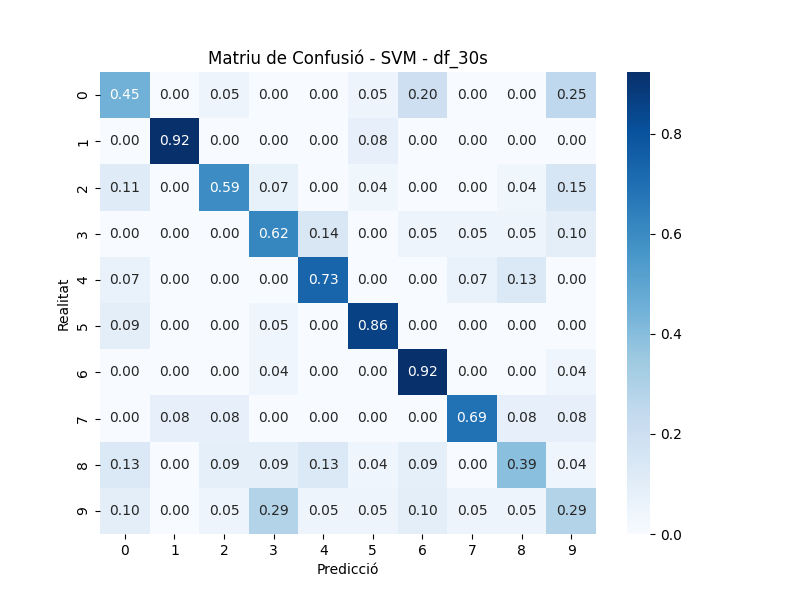 Matriu de Confusió - SVM - df_30s
0 0.45 0.00 0.05 0.00 0.00 0.05 0.20 0.00 0.00 0.25
1 0.00 0.92 0.00 0.00 0.00 0.08 0.00 0.00 0.00 0.00
2 0.11 0.00 0.59 0.07 0.00 0.04 0.00 0.00 0.04 0.15
3 0.00 0.00 0.00 0.62 0.14 0.00 0.05 0.05 0.05 0.10
4 0.07 0.00 0.00 0.00 0.73 0.00 0.00 0.07 0.13 0.00
5 0.09 0.00 0.00 0.05 0.00 0.86 0.00 0.00 0.00 0.00
6 0.00 0.00 0.00 0.04 0.00 0.00 0.92 0.00 0.00 0.04
7 0.00 0.08 0.08 0.00 0.00 0.00 0.00 0.69 0.08 0.08
8 0.13 0.00 0.09 0.09 0.13 0.04 0.09 0.00 0.39 0.04
9 0.10 0.00 0.05 0.29 0.05 0.05 0.10 0.05 0.05 0.29
0 1 2 3 4 5 6 7 8 9
Predicció
Realitat
0.8
0.6
0.4
0.2
0.0